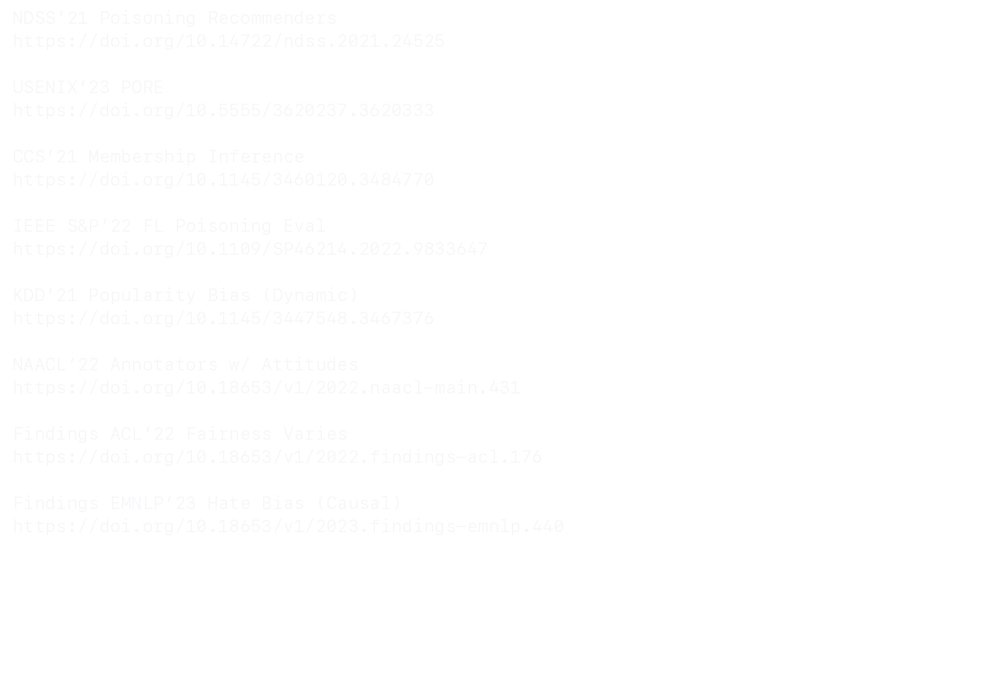 NDSS’21 Poisoning Recommenders
https://doi.org/10.14722/ndss.2021.24525
USENIX’23 PORE
https://doi.org/10.5555/3620237.3620333
CCS’21 Membership Inference
https://doi.org/10.1145/3460120.3484770
IEEE S&P’22 FL Poisoning Eval
https://doi.org/10.1109/SP46214.2022.9833647
KDD’21 Popularity Bias (Dynamic)
https://doi.org/10.1145/3447548.3467376
NAACL’22 Annotators w/ Attitudes
https://doi.org/10.18653/v1/2022.naacl-main.431
Findings ACL’22 Fairness Varies
https://doi.org/10.18653/v1/2022.findings-acl.176
Findings EMNLP’23 Hate Bias (Causal)
https://doi.org/10.18653/v1/2023.findings-emnlp.440